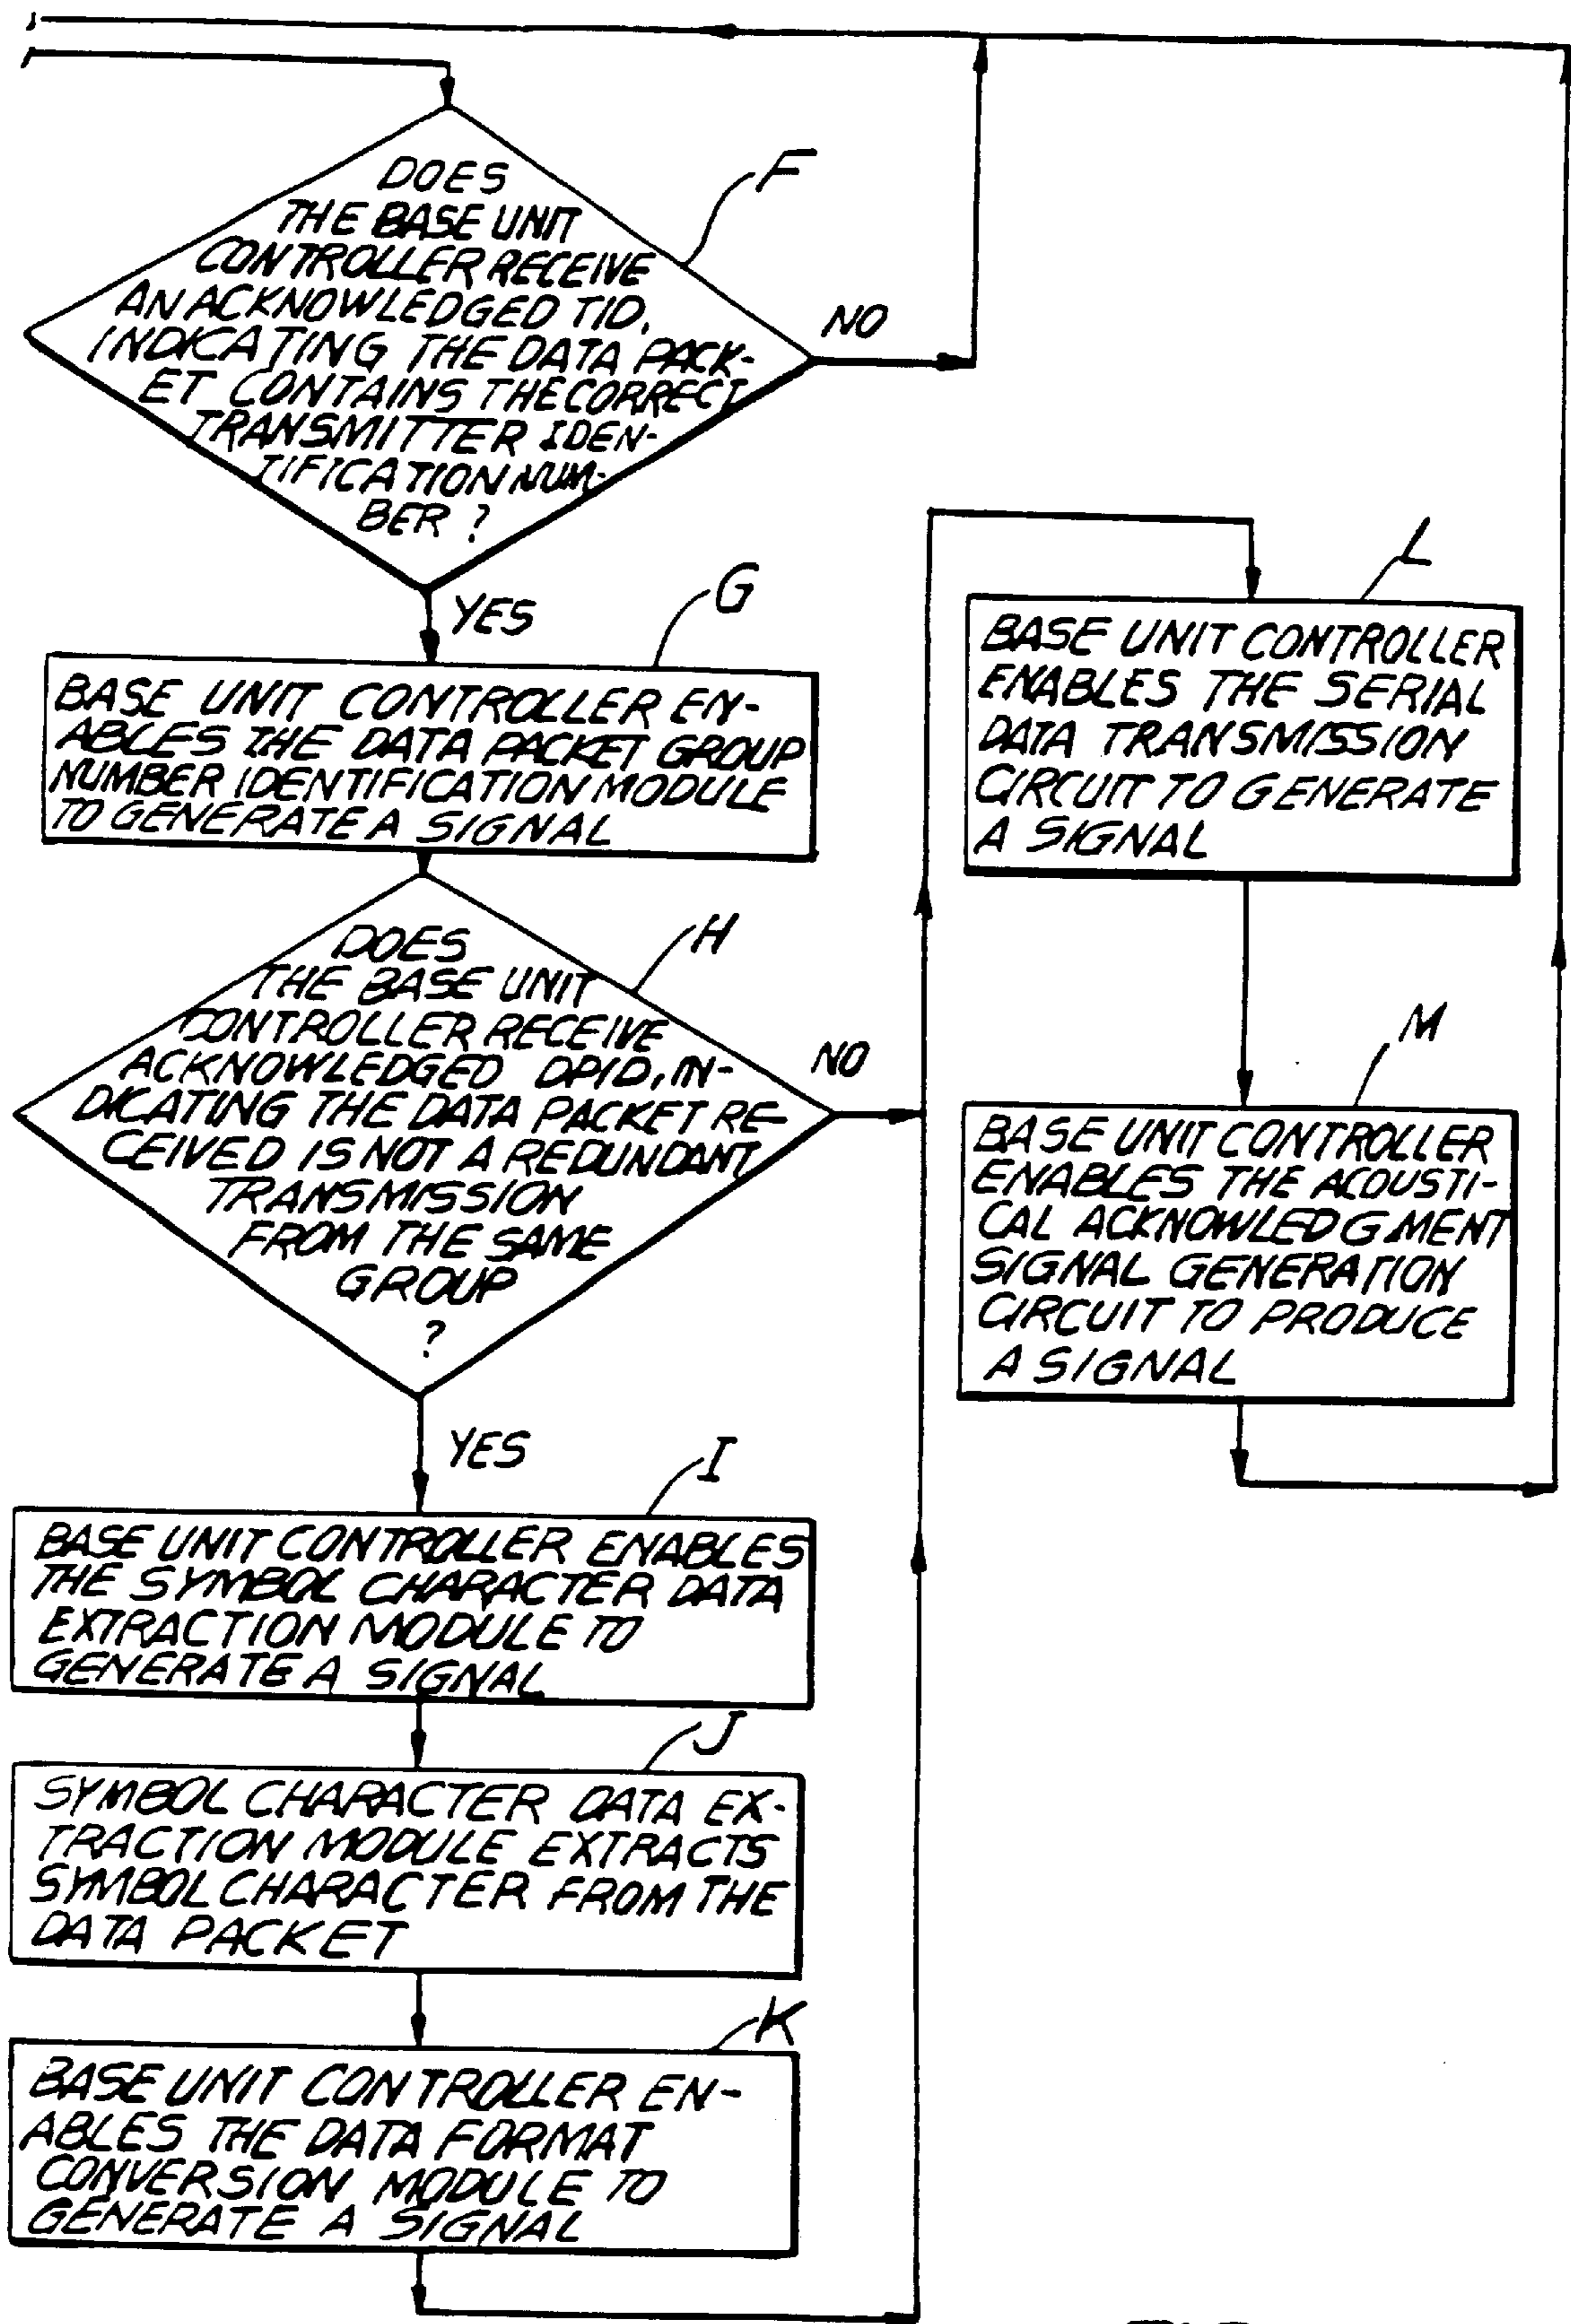 DOES
THE BASE UNIT
CONTROLLER RECEIVE
AN ACKNOWLEDGED TID,
INDICATING THE DATA PACK-
ET CONTAINS THE CORRECT
TRANSMITTER IDEN-
TIFICATION NUM-
BER ?
F
NO
YES
G
BASE UNIT CONTROLLER EN-
ABLES THE DATA PACKET GROUP
NUMBER IDENTIFICATION MODULE
TO GENERATE A SIGNAL
DOES
THE BASE UNIT
CONTROLLER RECEIVE
ACKNOWLEDGED DPID, IN-
DICATING THE DATA PACKET RE-
CEIVED IS NOT A REDUNDANT
TRANSMISSION
FROM THE SAME
GROUP
?
H
NO
YES
I
BASE UNIT CONTROLLER ENABLES
THE SYMBOL CHARACTER DATA
EXTRACTION MODULE TO
GENERATE A SIGNAL
J
SYMBOL CHARACTER DATA EX-
TRACTION MODULE EXTRACTS
SYMBOL CHARACTER FROM THE
DATA PACKET
K
BASE UNIT CONTROLLER EN-
ABLES THE DATA FORMAT
CONVERSION MODULE TO
GENERATE A SIGNAL
L
BASE UNIT CONTROLLER
ENABLES THE SERIAL
DATA TRANSMISSION
CIRCUIT TO GENERATE
A SIGNAL
M
BASE UNIT CONTROLLER
ENABLES THE ACOUSTI-
CAL ACKNOWLEDGMENT
SIGNAL GENERATION
CIRCUIT TO PRODUCE
A SIGNAL